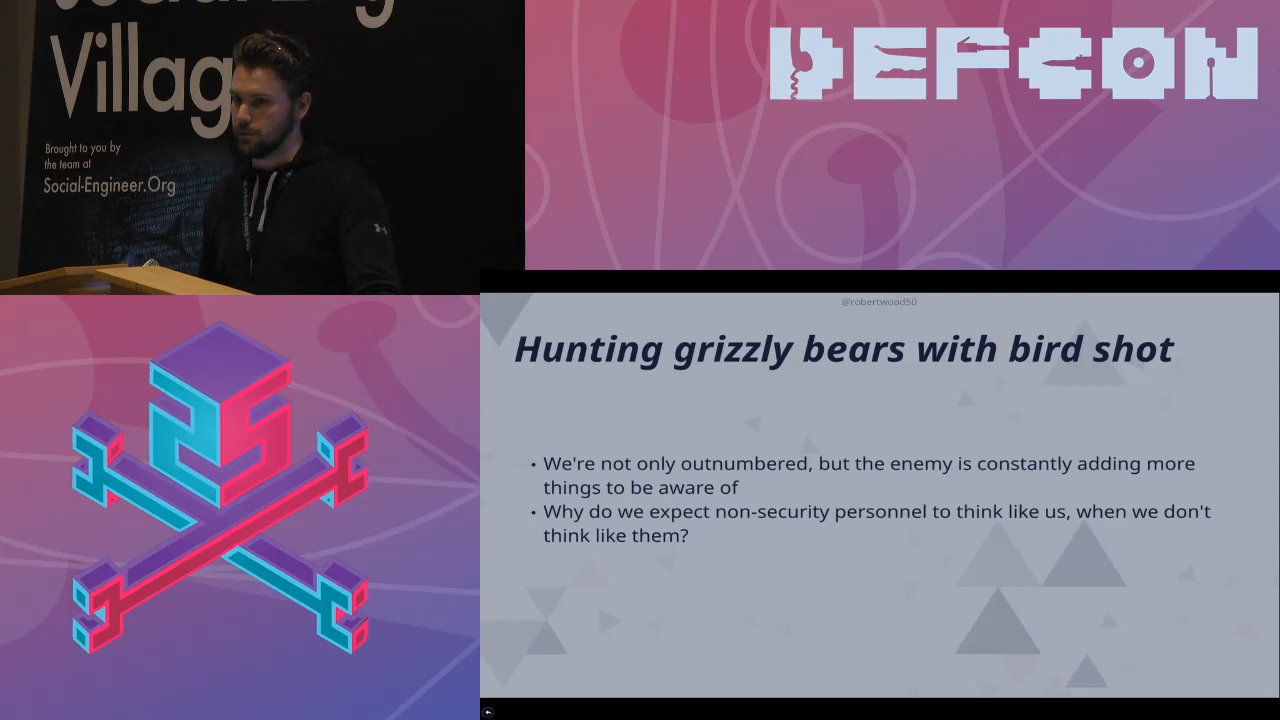 Village
Brought to you by
the team at
Social-Engineer.Org
DEFCON
@robertwood50
Hunting grizzly bears with bird shot
• We're not only outnumbered, but the enemy is constantly adding more
things to be aware of
• Why do we expect non-security personnel to think like us, when we don't
think like them?